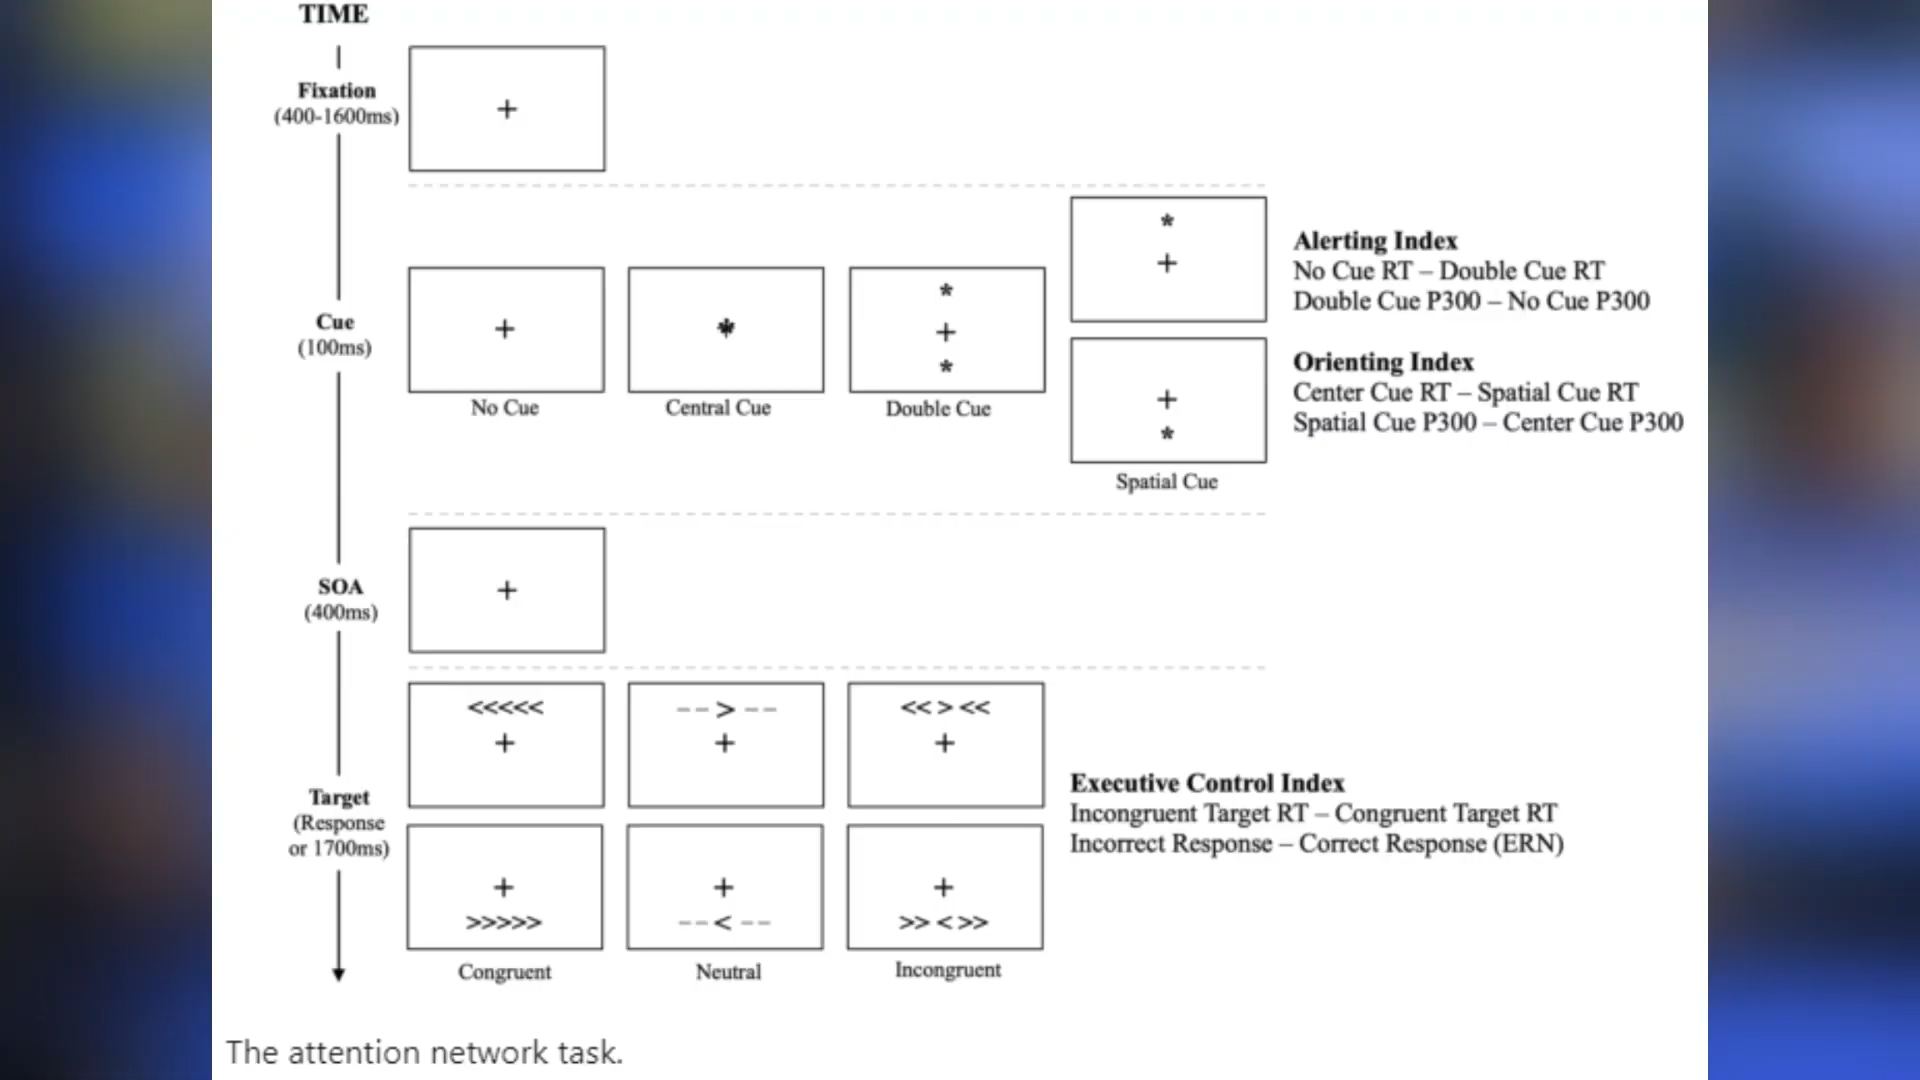 TIME
Fixation
(400-1600ms)
+
*
+
Alerting Index
No Cue RT – Double Cue RT
Double Cue P300 – No Cue P300
Cue
(100ms)
+
*
*
+
*
No Cue
Central Cue
Double Cue
+
*
Spatial Cue
Orienting Index
Center Cue RT – Spatial Cue RT
Spatial Cue P300 – Center Cue P300
SOA
(400ms)
+
Target
(Response
or 1700ms)
<<<<<
+
-- > --
+
<< > <<
+
+
>>>>>
+
-- < --
+
>> < >>
Congruent
Neutral
Incongruent
Executive Control Index
Incongruent Target RT – Congruent Target RT
Incorrect Response – Correct Response (ERN)
The attention network task.